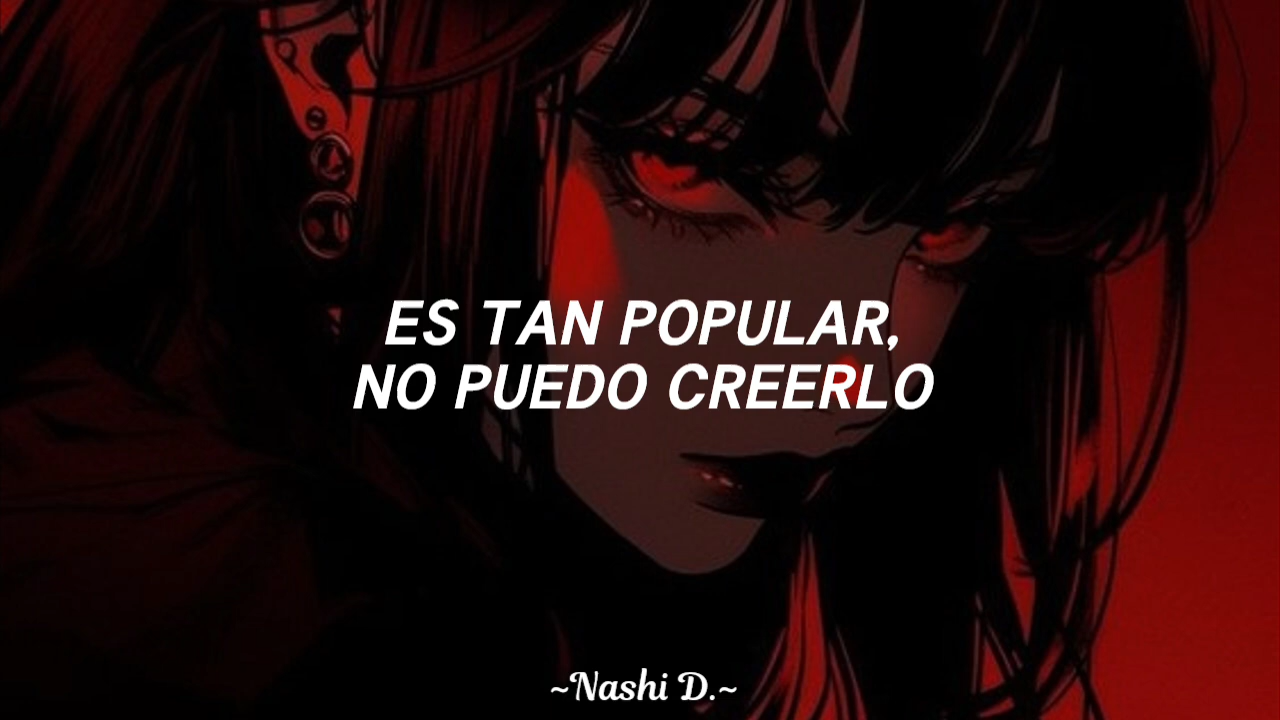 ES TAN POPULAR,
NO PUEDO CREERLO
~Nashi D.~